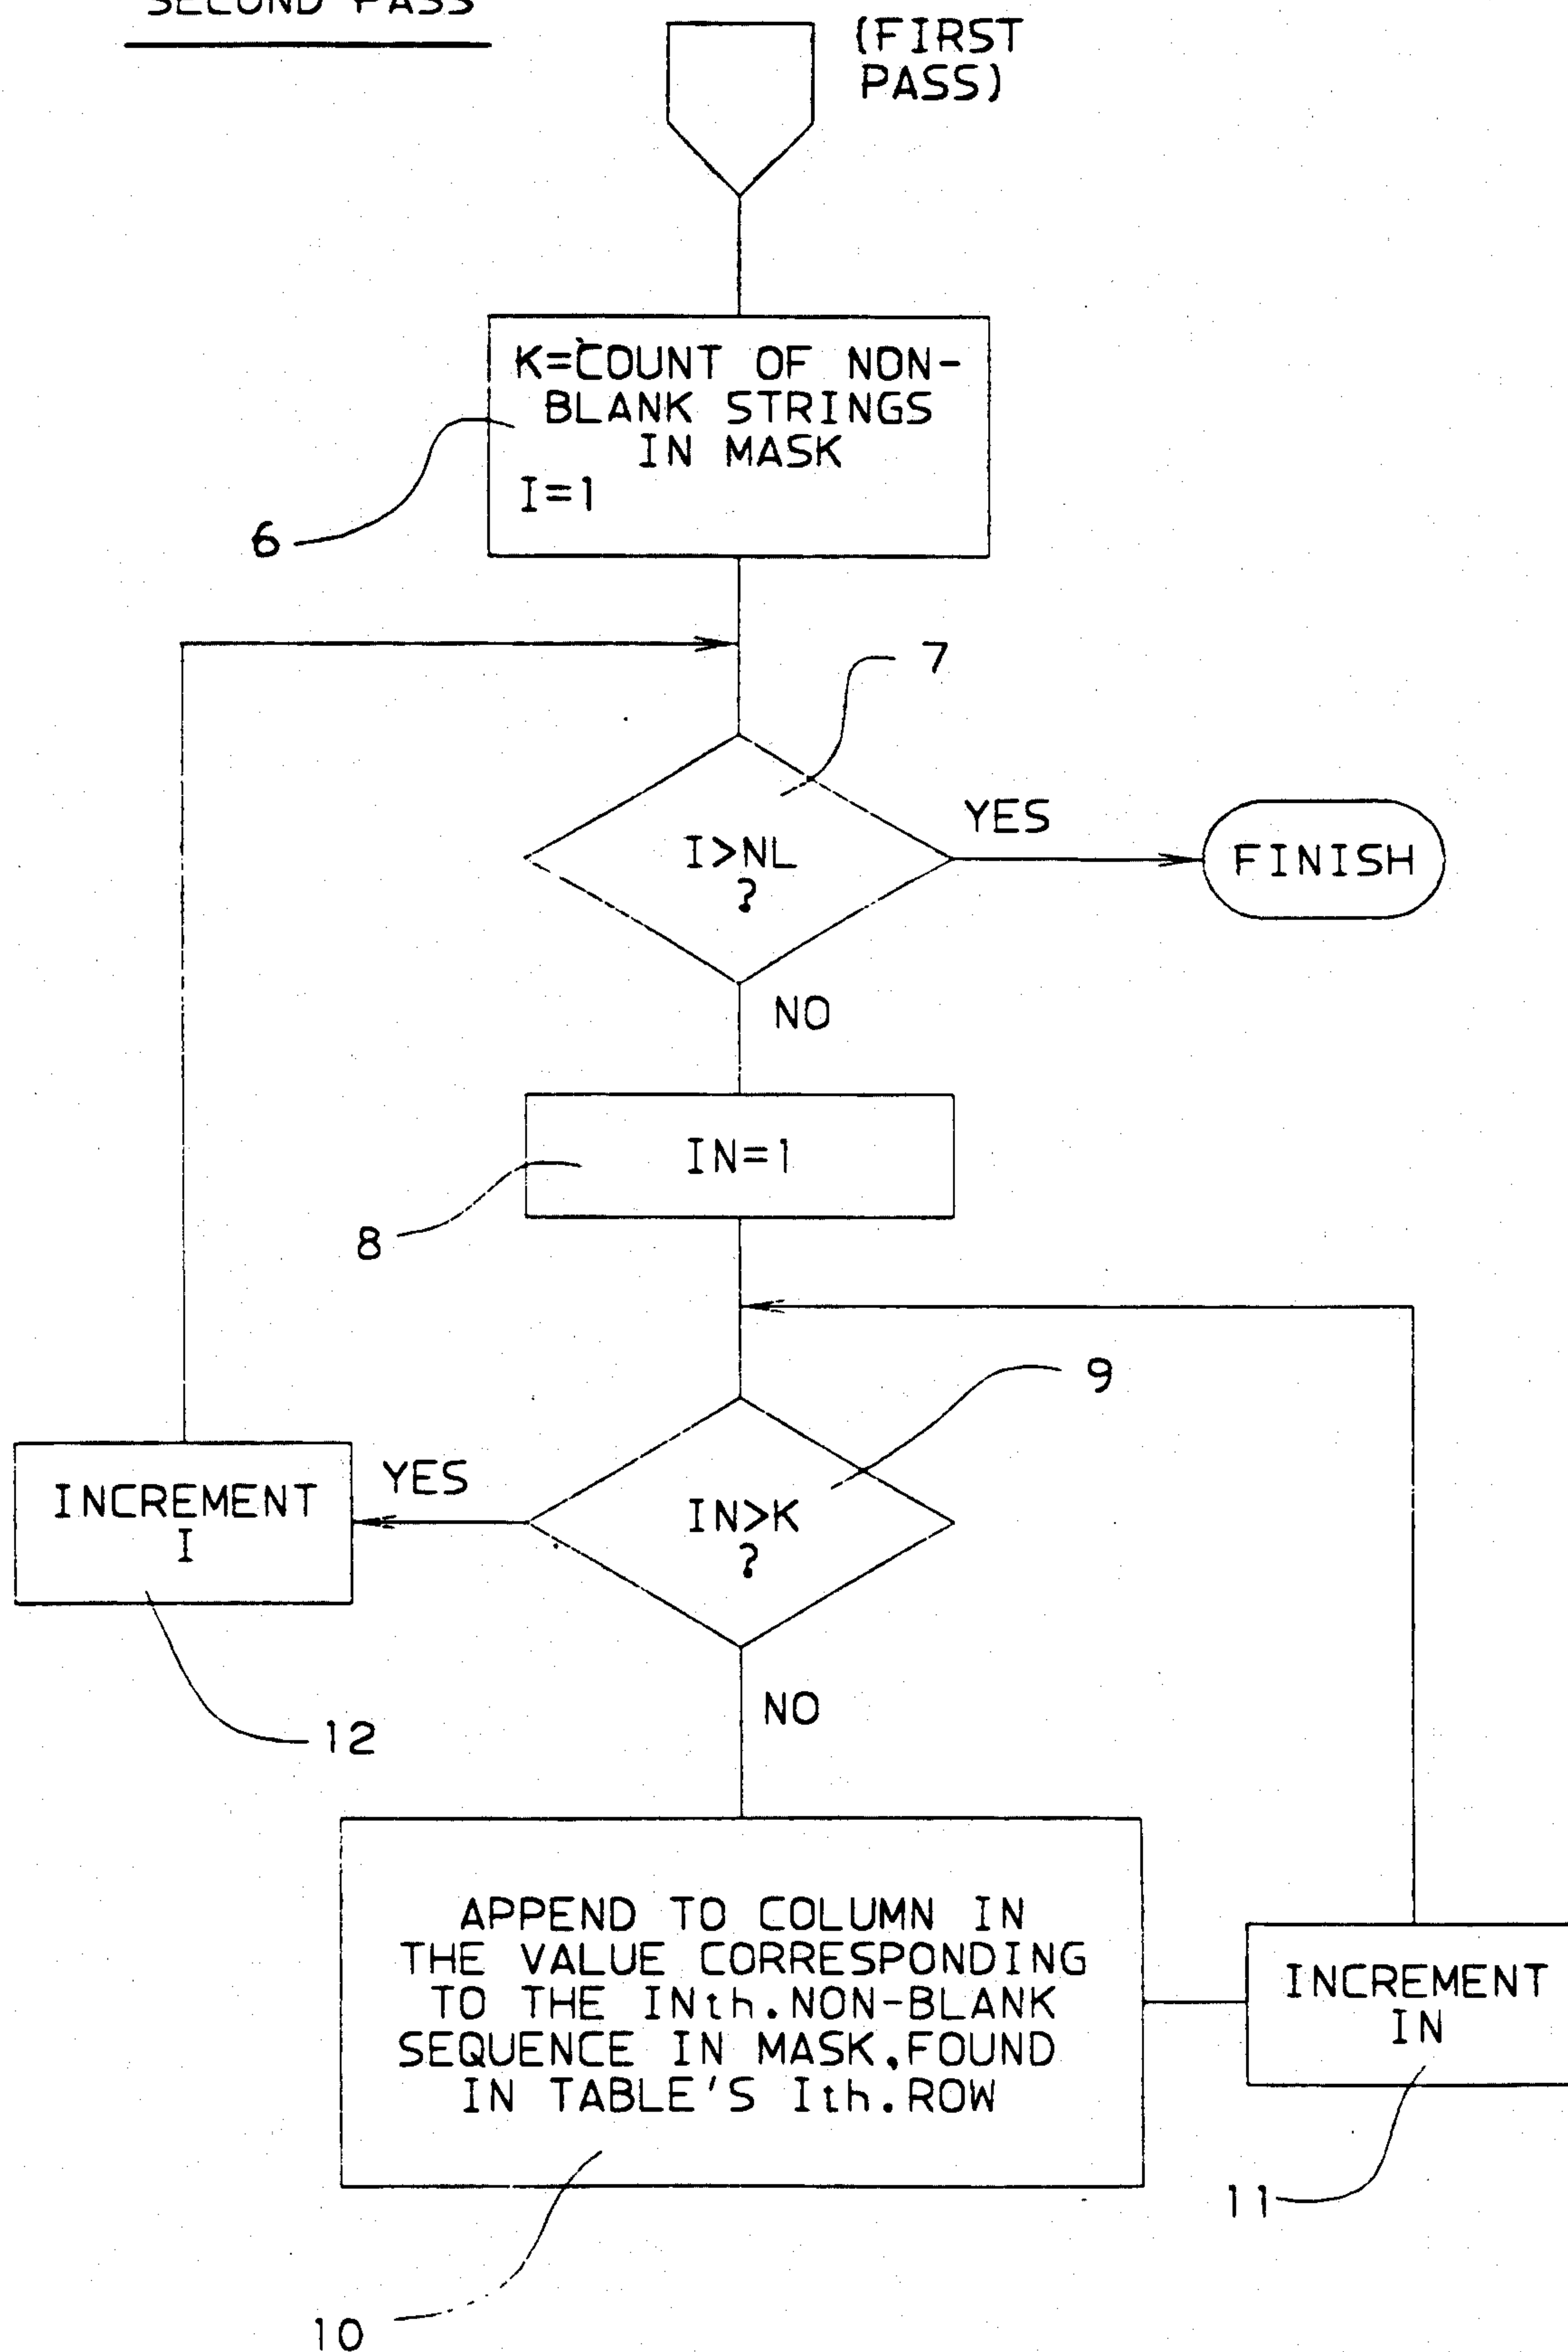 SECOND PASS
(FIRST
PASS)
K=COUNT OF NON-
BLANK STRINGS
IN MASK
I=1
6
7
I>NL
?
YES
FINISH
NO
IN=1
8
9
INCREMENT
I
YES
IN>K
?
12
NO
APPEND TO COLUMN IN
THE VALUE CORRESPONDING
TO THE INth.NON-BLANK
SEQUENCE IN MASK,FOUND
IN TABLE'S Ith.ROW
INCREMENT
IN
11
10